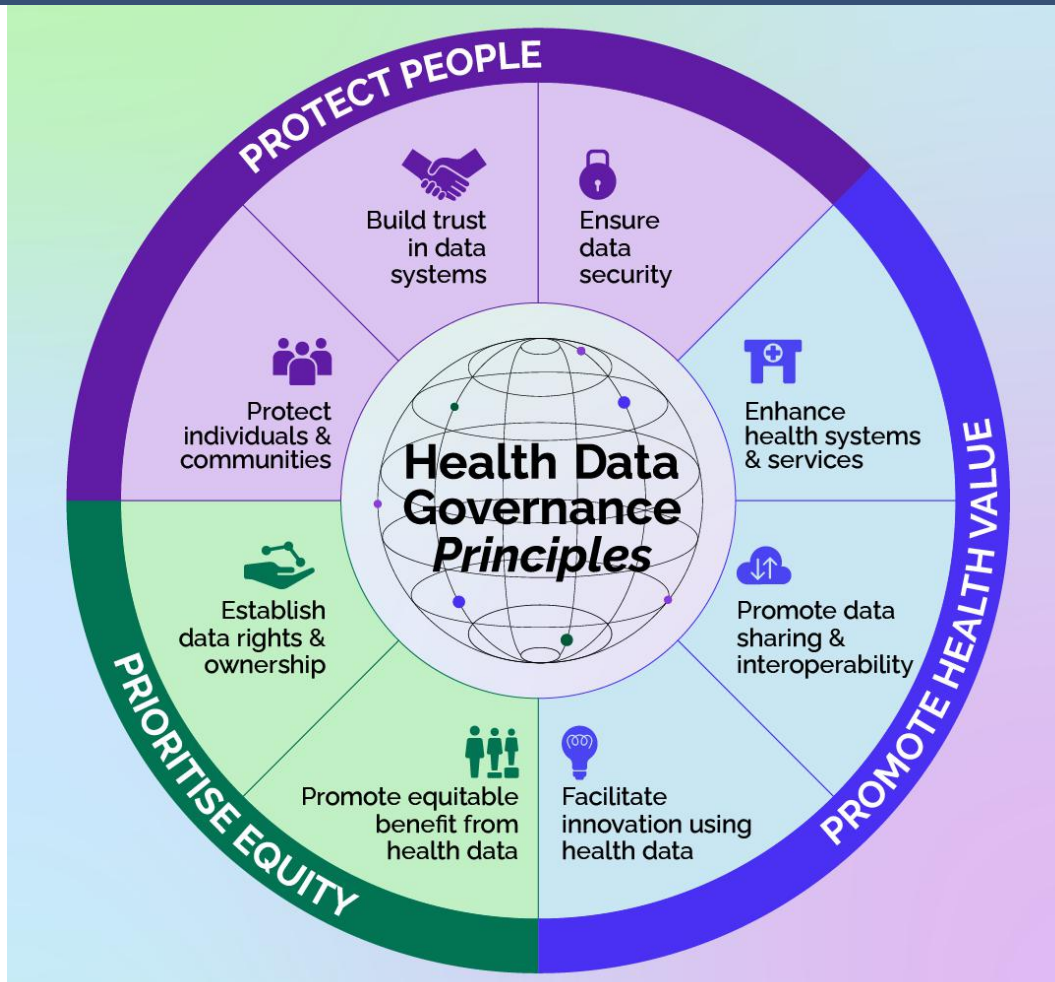 PROTECT PEOPLE
Build trust
in data
systems
Ensure
data
security
Protect
individuals &
communities
Enhance
health systems
& services
Health Data
Governance
Principles
Establish
data rights &
ownership
Promote data
sharing &
interoperability
Promote equitable
benefit from
health data
Facilitate
innovation using
health data
PRIORITISE EQUITY
PROMOTE HEALTH VALUE